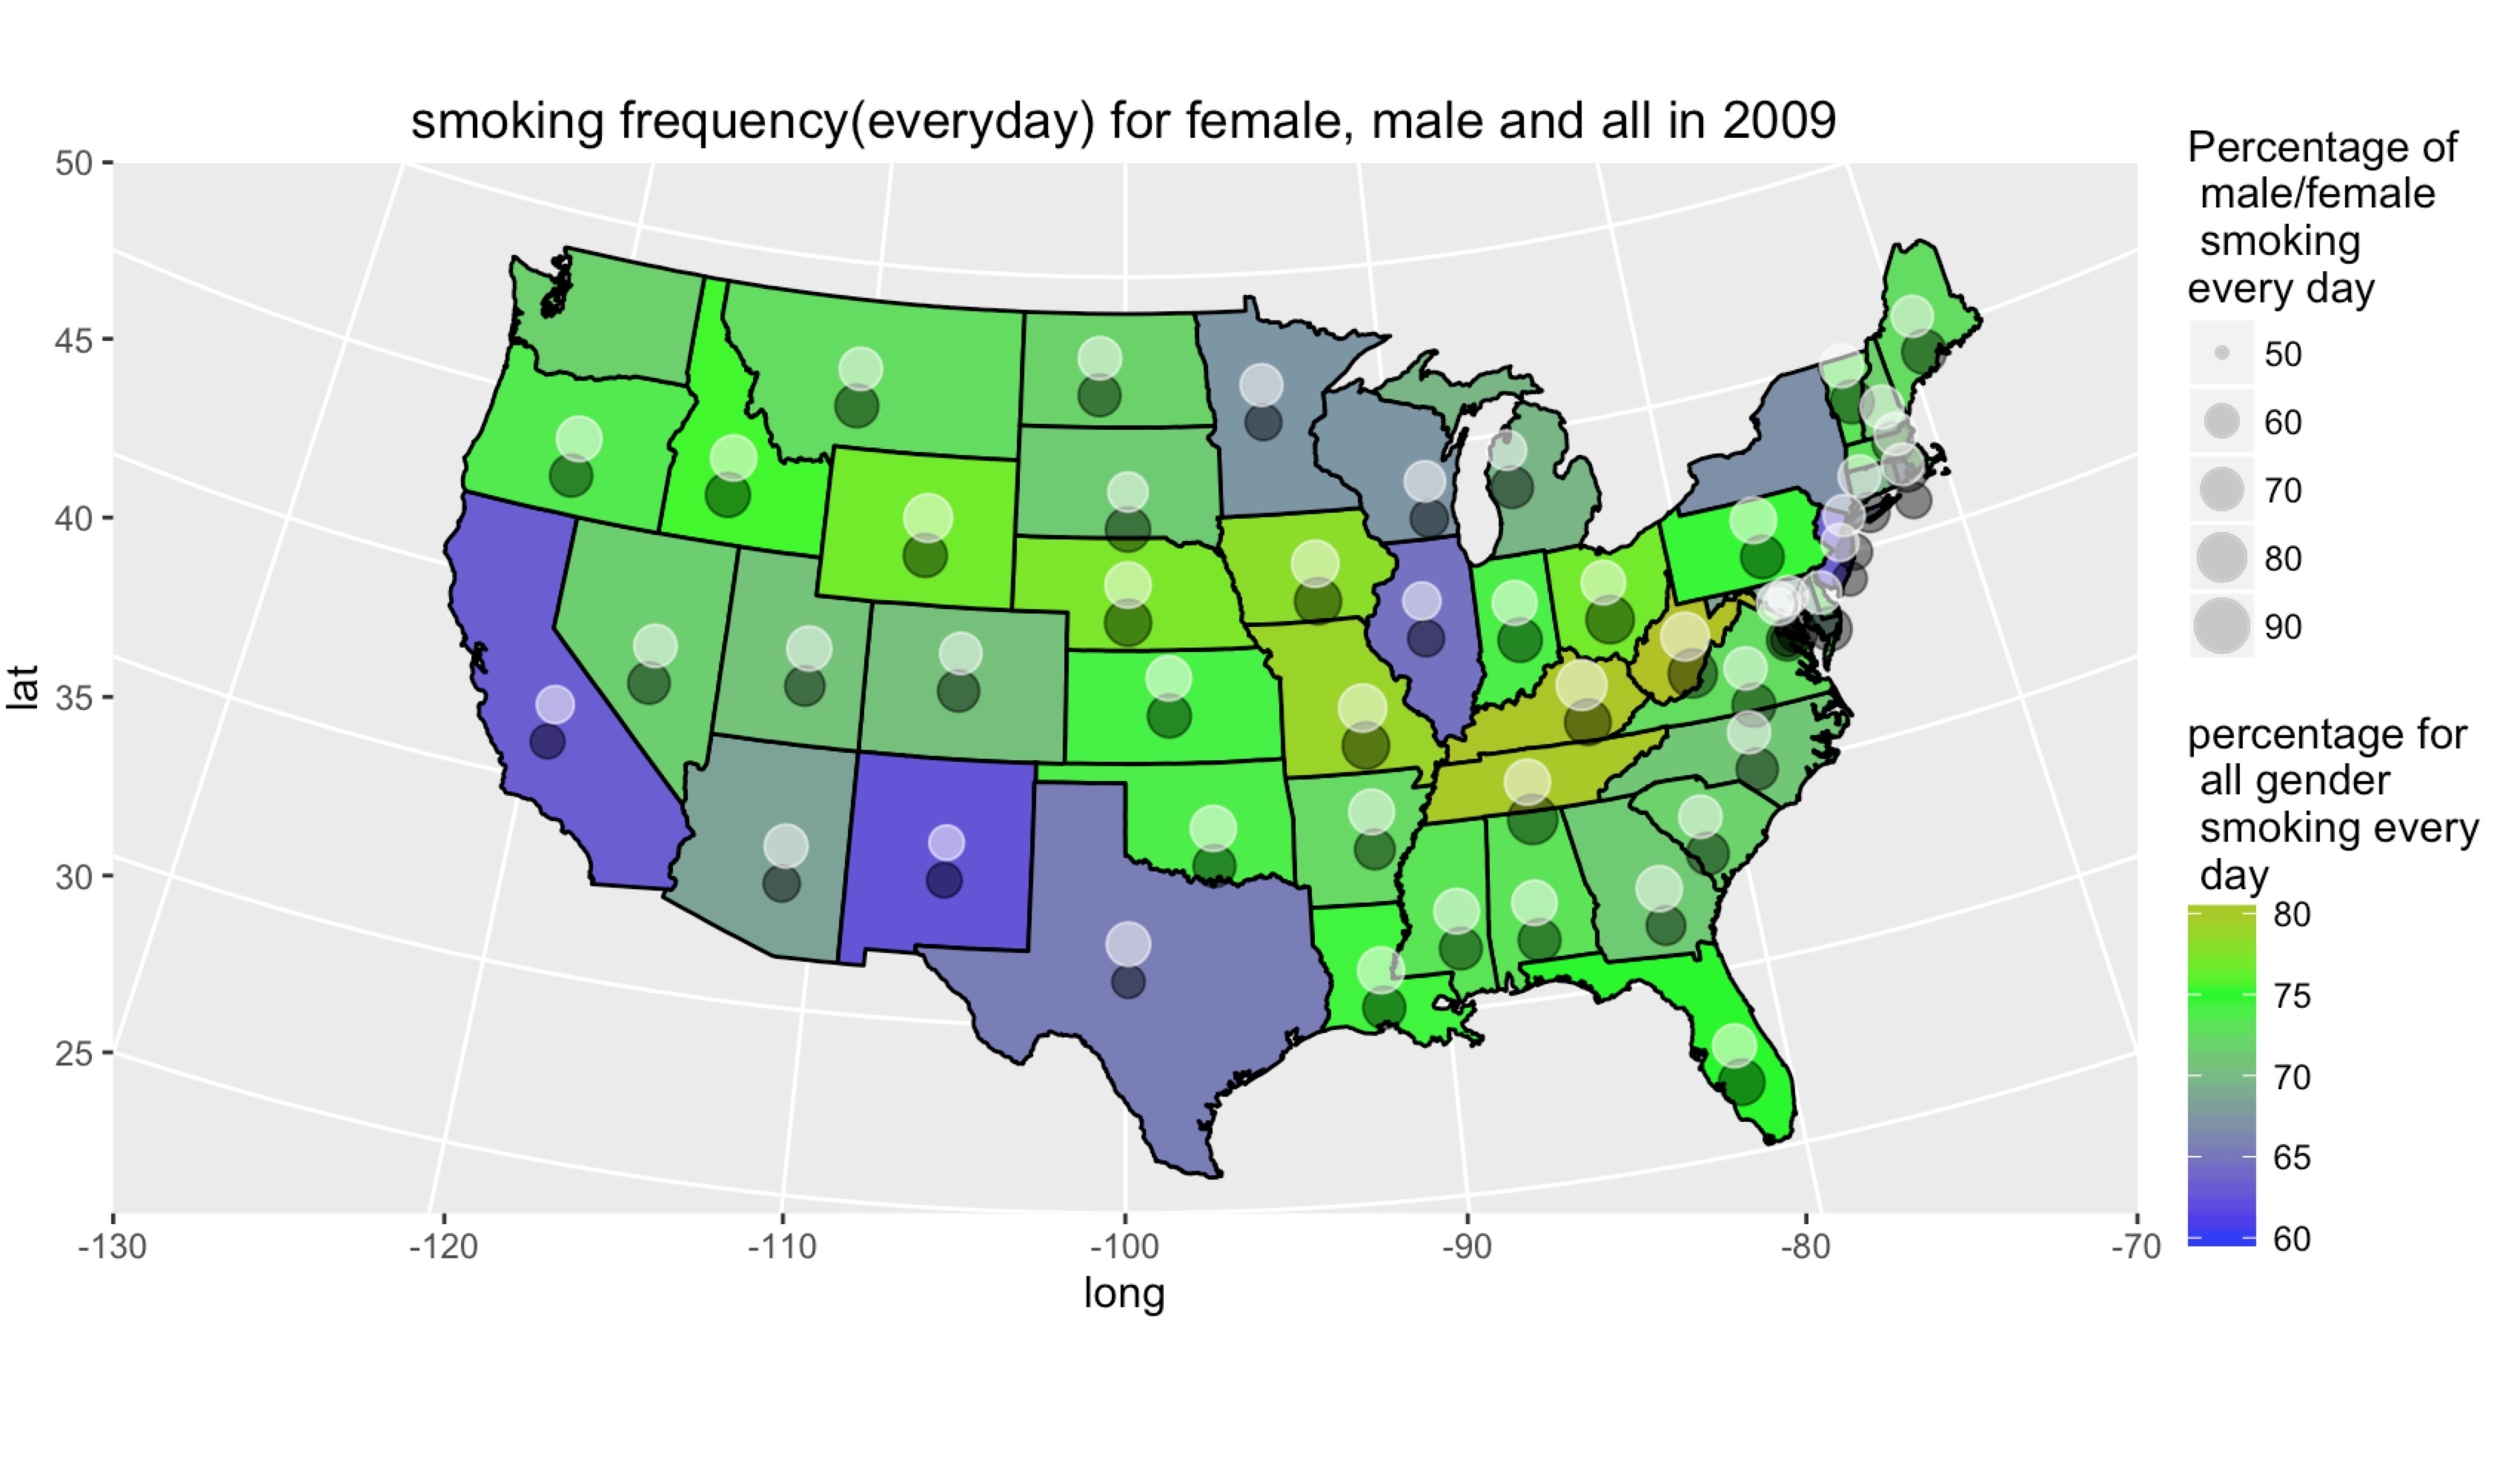 smoking frequency(everyday) for female, male and all in 2009
50
45
40
35
30
25
lat
-130
-120
-110
-100
-90
-80
-70
long
Percentage of
male/female
smoking
every day
50
60
70
80
90
percentage for
all gender
smoking every
day
80
75
70
65
60